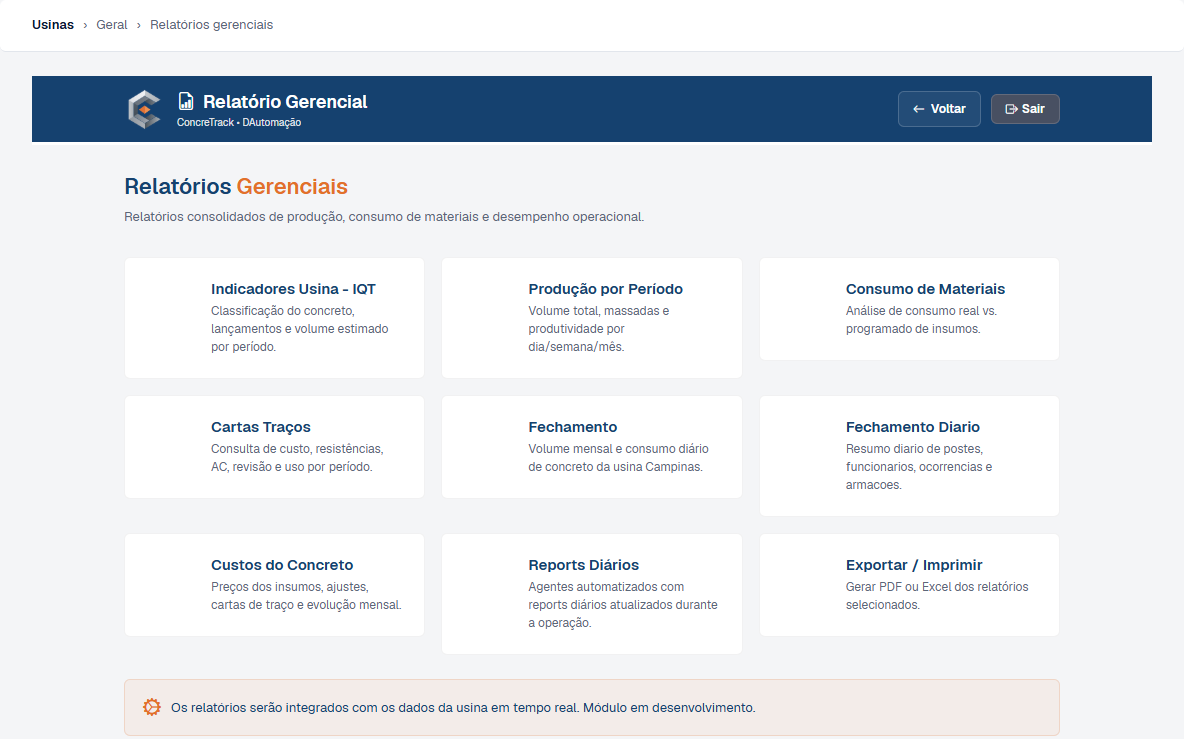 Usinas › Geral › Relatórios gerenciais
Relatório Gerencial
ConcreTrack • DAutomação
← Voltar
Sair
Relatórios Gerenciais
Relatórios consolidados de produção, consumo de materiais e desempenho operacional.
Indicadores Usina - IQT
Classificação do concreto,
lançamentos e volume estimado
por período.
Produção por Período
Volume total, massadas e
produtividade por
dia/semana/mês.
Consumo de Materiais
Análise de consumo real vs.
programado de insumos.
Cartas Traços
Consulta de custo, resistências,
AC, revisão e uso por período.
Fechamento
Volume mensal e consumo diário
de concreto da usina Campinas.
Fechamento Diario
Resumo diario de postes,
funcionarios, ocorrencias e
armacoes.
Custos do Concreto
Preços dos insumos, ajustes,
cartas de traço e evolução mensal.
Reports Diários
Agentes automatizados com
reports diários atualizados durante
a operação.
Exportar / Imprimir
Gerar PDF ou Excel dos relatórios
selecionados.
Os relatórios serão integrados com os dados da usina em tempo real. Módulo em desenvolvimento.